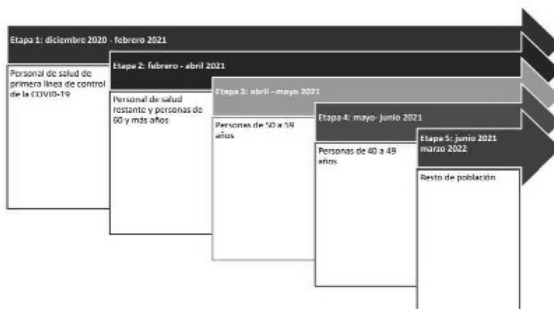 Etapa 1: diciembre 2020 - febrero 2021
Personal de salud de
primera línea de control
de la COVID-19
Etapa 2: febrero - abril 2021
Personal de salud
restante y personas de
60 y más años
Etapa 3: abril - mayo 2021
Personas de 50 a 59
años
Etapa 4: mayo- junio 2021
Personas de 40 a 49
años
Etapa 5: junio 2021
marzo 2022
Resto de población